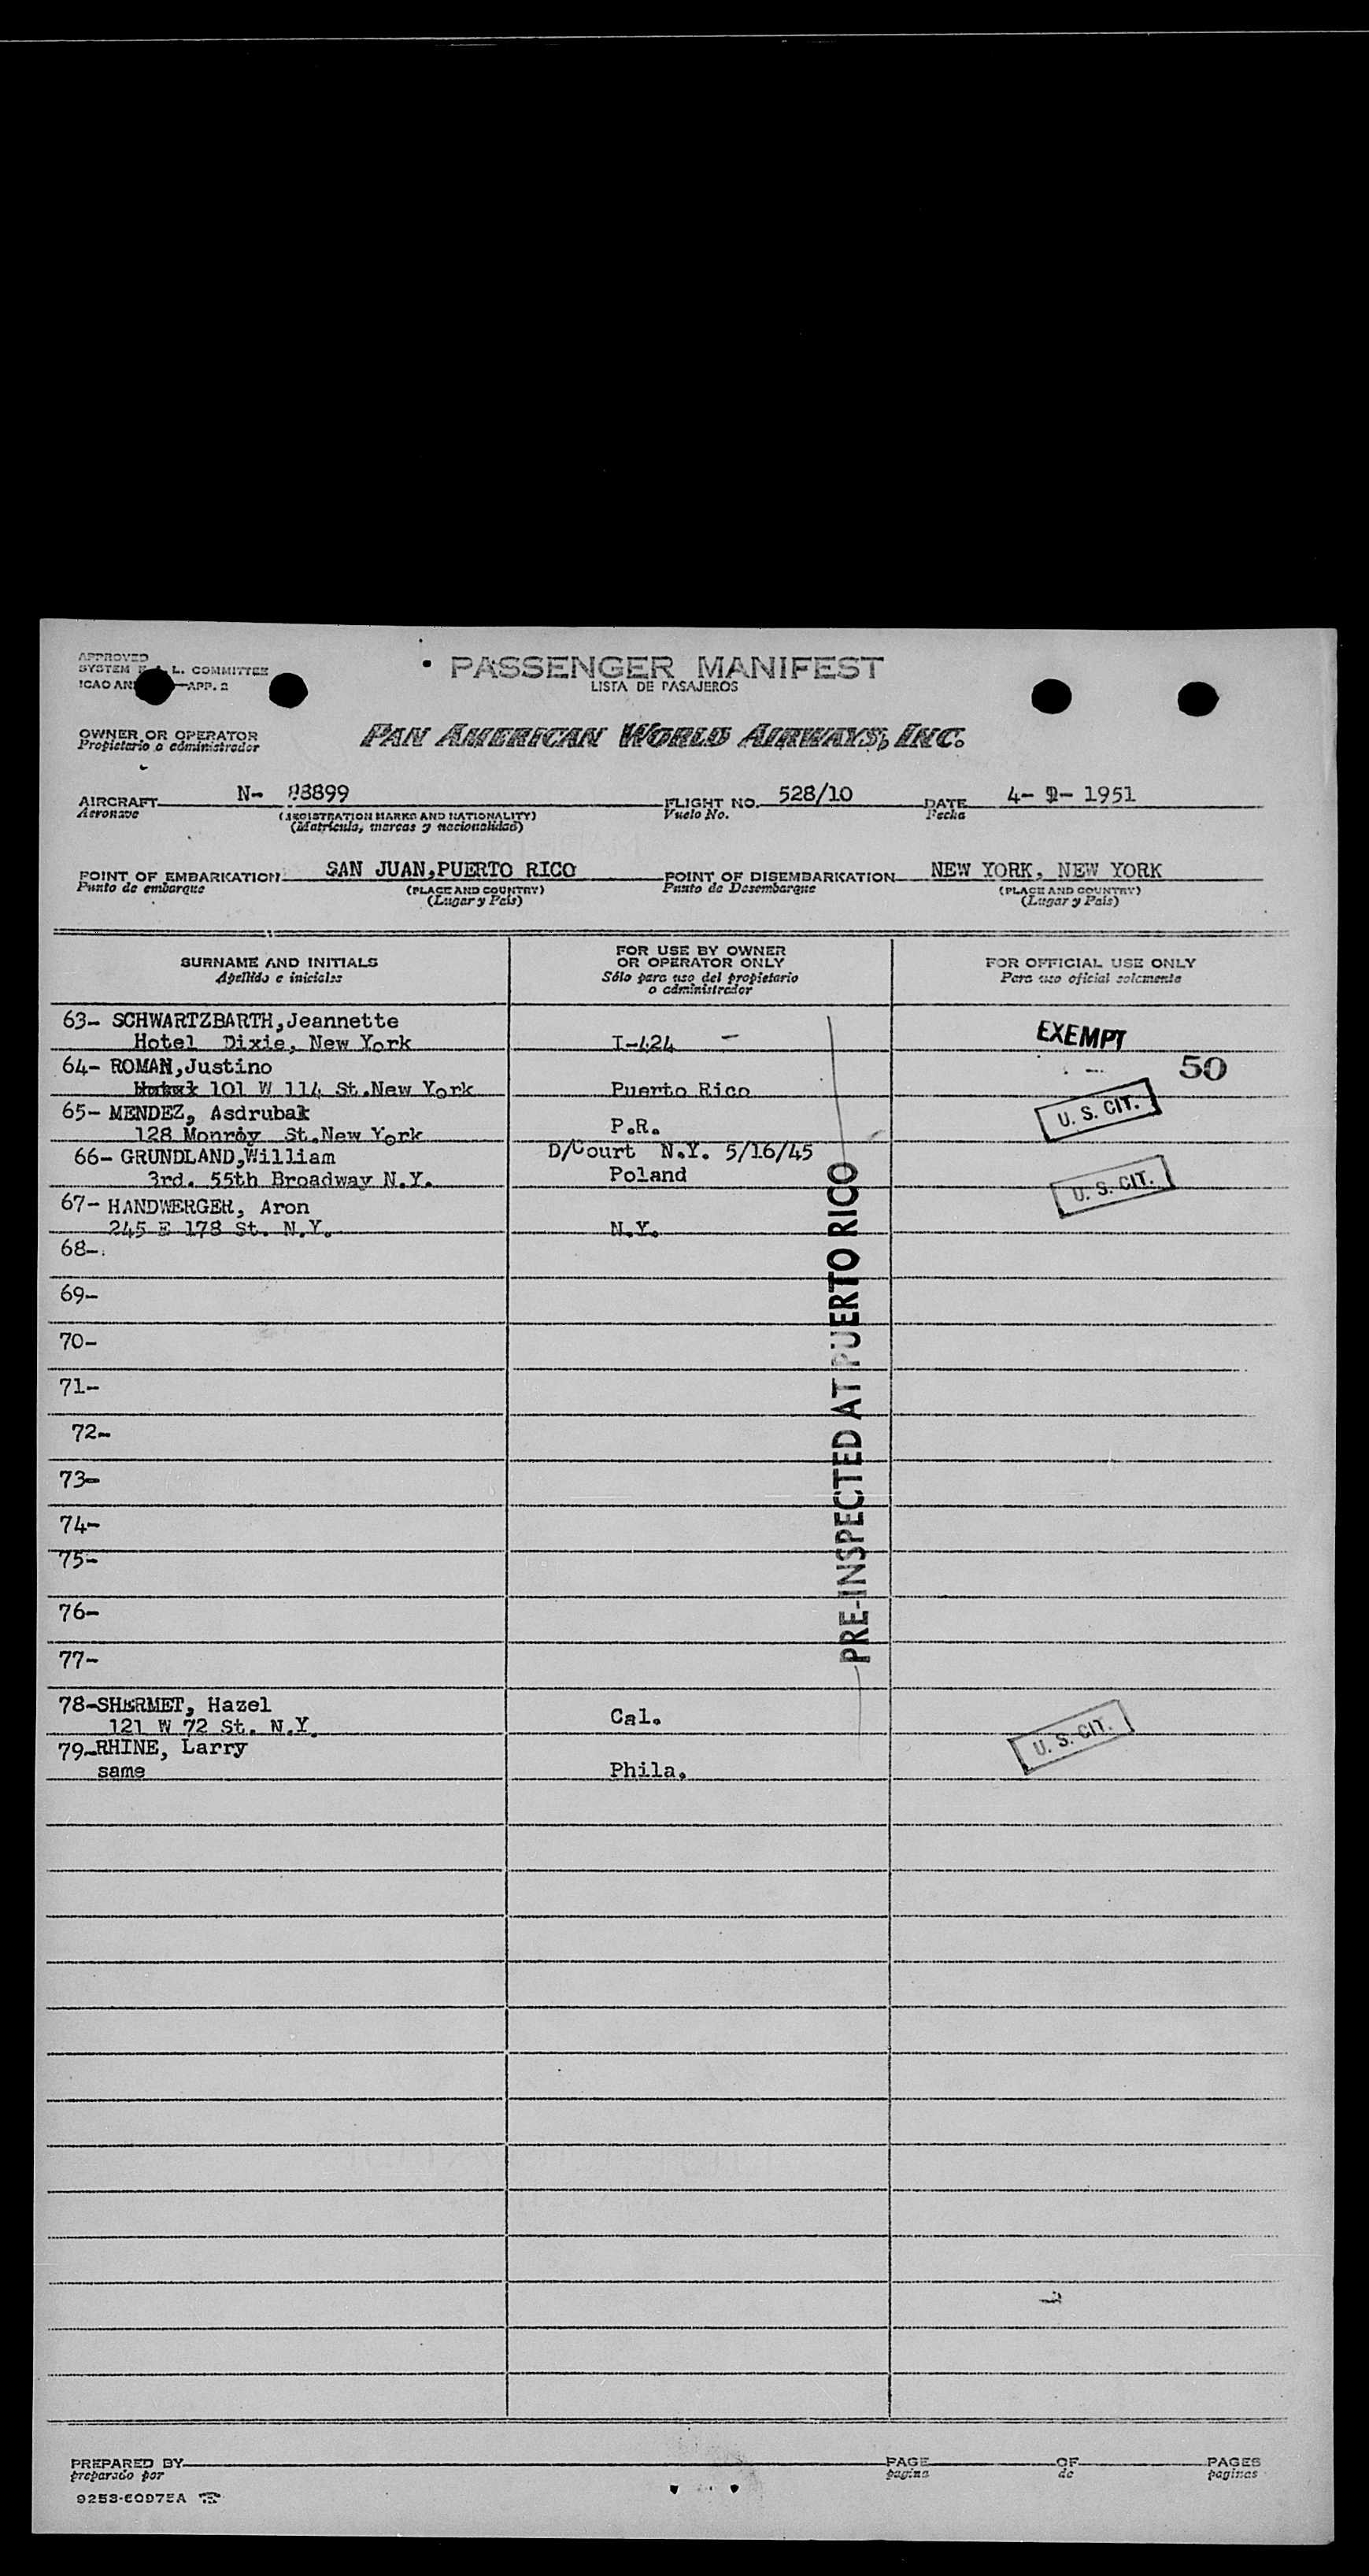 APPROVED
SYSTEM L. COMMITTEE
ICAO APP. 2
PASSENGER MANIFEST
LISTA DE PASAJEROS
OWNER OR OPERATOR
Propietario o administrador
PAN AMERICAN WORLD AIRWAYS, INC.
AIRCRAFT N- 88899 FLIGHT NO. 528/10 DATE 4- 1951
Aeronave (REGISTRATION MARKS AND NATIONALITY) Vuelo No. Fecha
(Matrícula, marcas y nacionalidad)
POINT OF EMBARKATION SAN JUAN,PUERTO RICO POINT OF DISEMBARKATION NEW YORK, NEW YORK
Punto de embarque (PLACE AND COUNTRY) Punto de Desembarque (PLACE AND COUNTRY)
(Lugar y País) (Lugar y País)
SURNAME AND INITIALS
Apellido e iniciales
FOR USE BY OWNER
OR OPERATOR ONLY
Sólo para uso del propietario
o administrador
FOR OFFICIAL USE ONLY
Para uso oficial solamente
63- SCHWARTZBARTH,Jeannette
Hotel Dixie, New York I-424 - EXEMPT
64- ROMAN,Justino 50
101 W 114 St.New York Puerto Rico
65- MENDEZ, Asdrubak U. S. CIT.
128 Monroy St.New York P.R.
66- GRUNDLAND,William D/Court N.Y. 5/16/45
3rd. 55th Broadway N.Y. Poland U. S. CIT.
67- HANDWERGER, Aron
245 E 178 St. N.Y. N.Y.
68-
69-
70-
71-
72-
73-
74-
75-
76-
77-
PRE-INSPECTED AT PUERTO RICO
78-SHERMET, Hazel
121 W 72 St. N.Y. Cal. U. S. CIT.
79-RHINE, Larry
same Phila.
PREPARED BY PAGE OF PAGES
preparado por pagina de paginas
9253-60975A